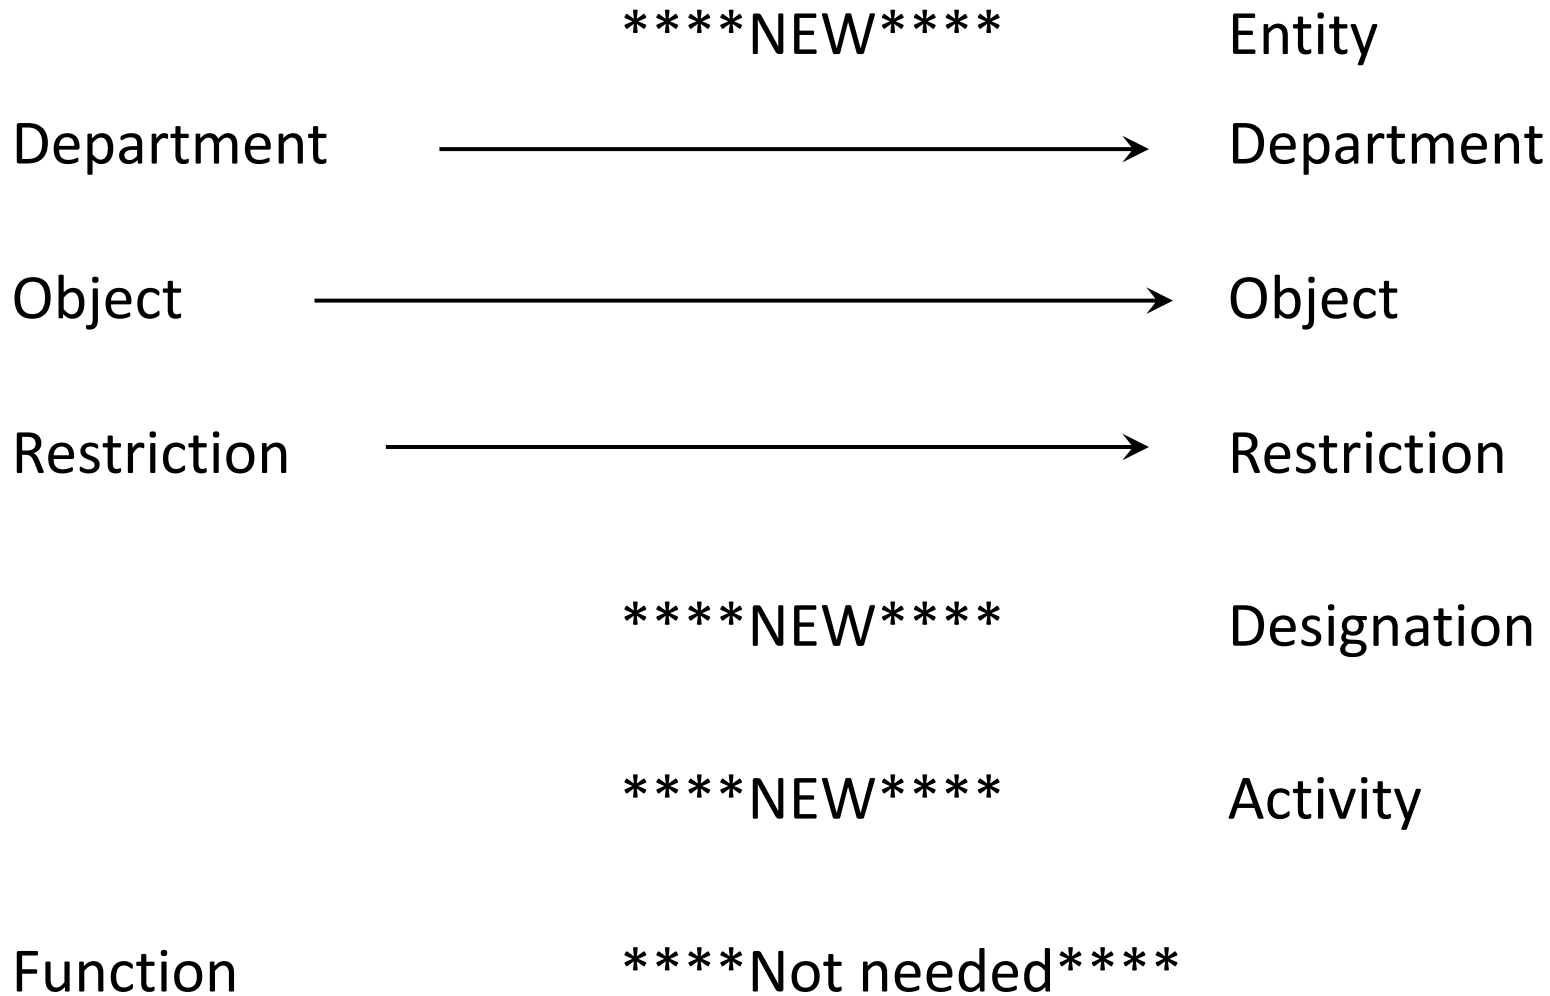 ****NEW**** Entity
Department Department
Object Object
Restriction Restriction
****NEW**** Designation
****NEW**** Activity
Function ****Not needed****